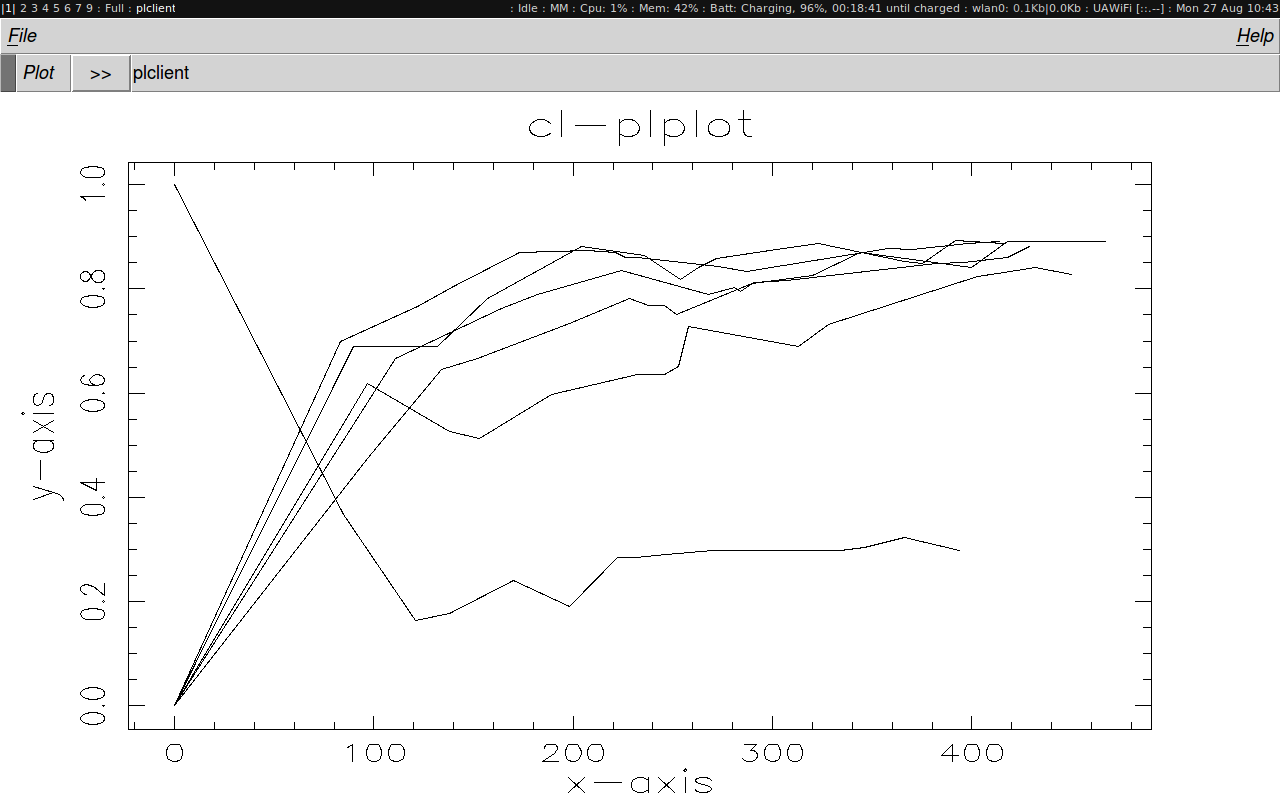 |1| 2 3 4 5 6 7 9 : Full : plclient : Idle : MM : Cpu: 1% : Mem: 42% : Batt: Charging, 96%, 00:18:41 until charged : wlan0: 0.1Kb|0.0Kb : UAWiFi [::.--] : Mon 27 Aug 10:43
File Help
Plot >> plclient
cl-plplot
1.0
0.8
0.6
0.4
0.2
0.0
y-axis
0 100 200 300 400
x-axis